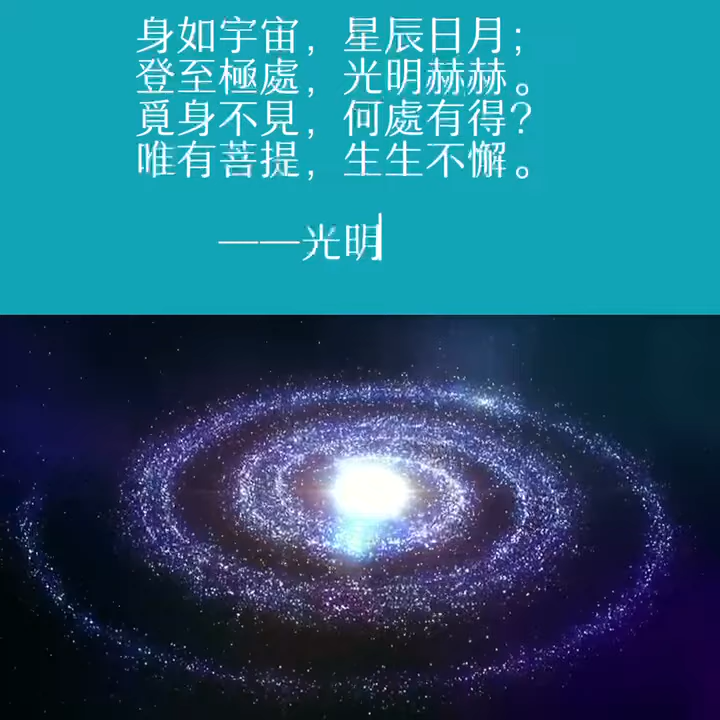 身如宇宙，星辰日月；
登至極處，光明赫赫。
覓身不見，何處有得？
唯有菩提，生生不懈。
——光明